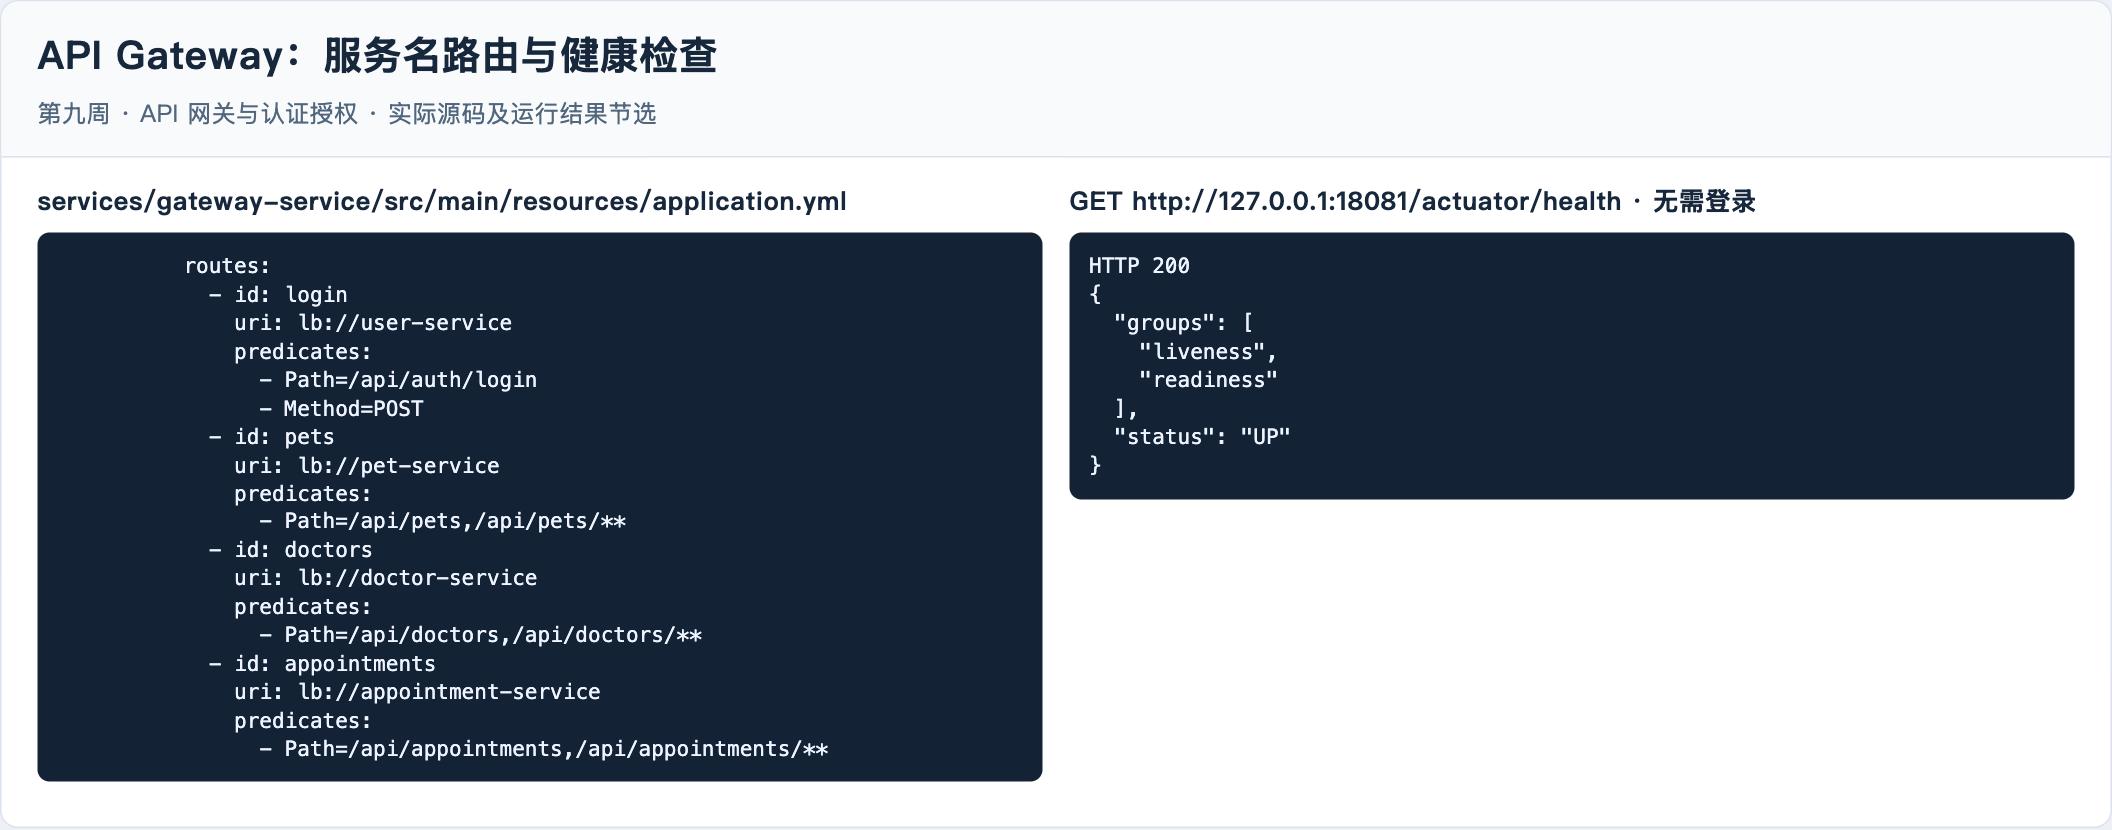 API Gateway：服务名路由与健康检查
第九周 · API 网关与认证授权 · 实际源码及运行结果节选
services/gateway-service/src/main/resources/application.yml
routes:
  - id: login
    uri: lb://user-service
    predicates:
      - Path=/api/auth/login
      - Method=POST
  - id: pets
    uri: lb://pet-service
    predicates:
      - Path=/api/pets,/api/pets/**
  - id: doctors
    uri: lb://doctor-service
    predicates:
      - Path=/api/doctors,/api/doctors/**
  - id: appointments
    uri: lb://appointment-service
    predicates:
      - Path=/api/appointments,/api/appointments/**
GET http://127.0.0.1:18081/actuator/health · 无需登录
HTTP 200
{
  "groups": [
    "liveness",
    "readiness"
  ],
  "status": "UP"
}